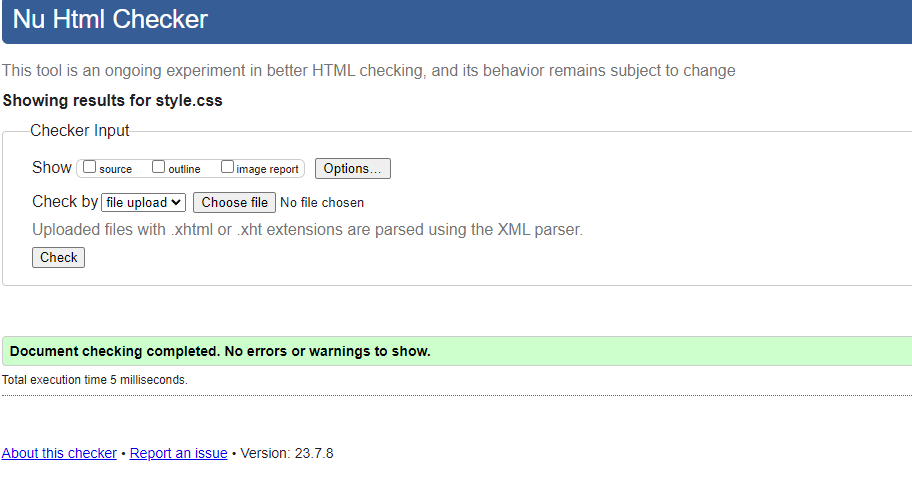 Nu Html Checker
This tool is an ongoing experiment in better HTML checking, and its behavior remains subject to change
Showing results for style.css
Checker Input
Show source outline image report Options...
Check by file upload Choose file No file chosen
Uploaded files with .xhtml or .xht extensions are parsed using the XML parser.
Check
Document checking completed. No errors or warnings to show.
Total execution time 5 milliseconds.
About this checker • Report an issue • Version: 23.7.8